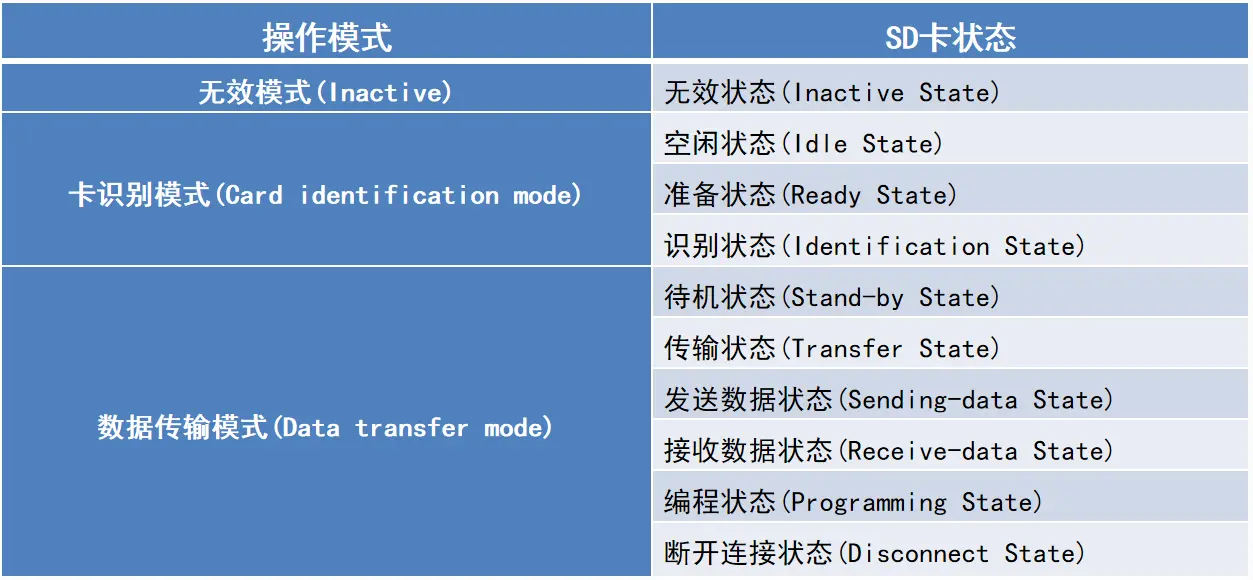 操作模式
SD卡状态
无效模式(Inactive)
无效状态(Inactive State)
卡识别模式(Card identification mode)
空闲状态(Idle State)
准备状态(Ready State)
识别状态(Identification State)
数据传输模式(Data transfer mode)
待机状态(Stand-by State)
传输状态(Transfer State)
发送数据状态(Sending-data State)
接收数据状态(Receive-data State)
编程状态(Programming State)
断开连接状态(Disconnect State)